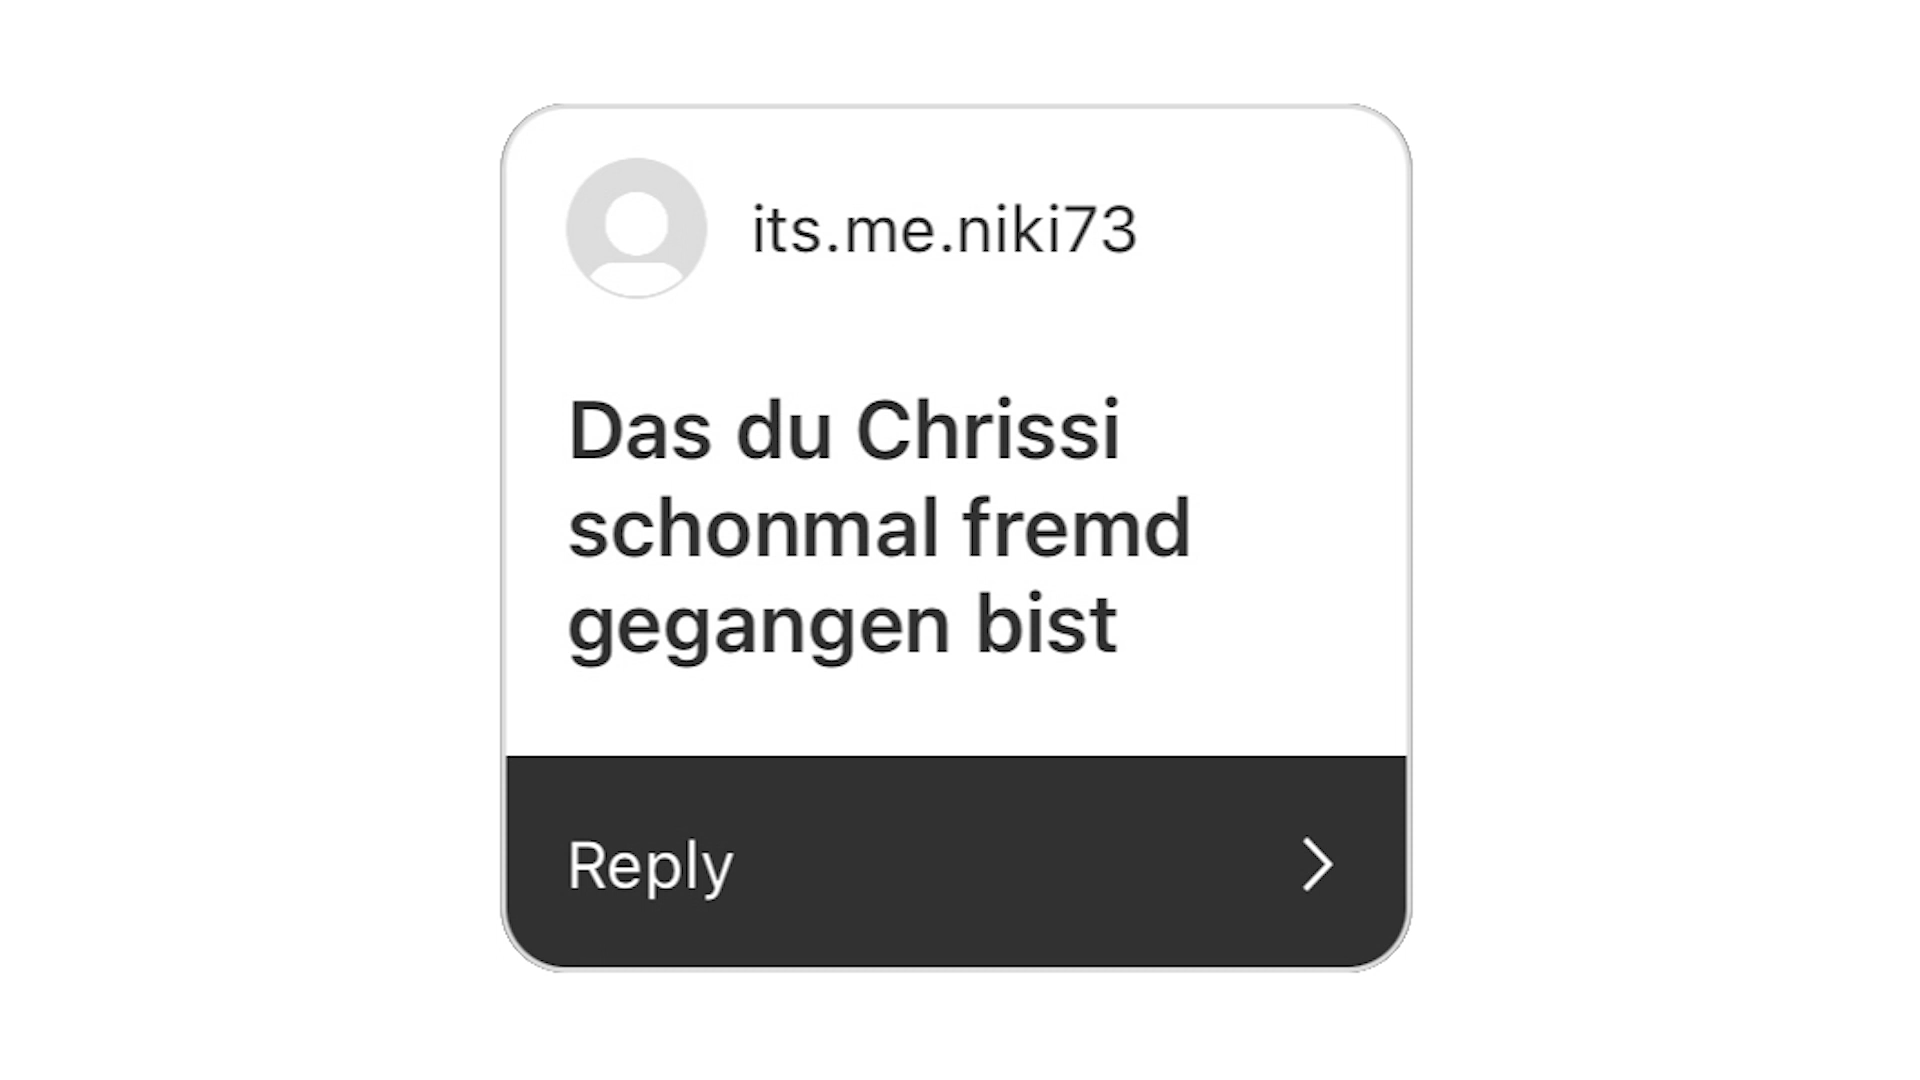 its.me.niki73
Das du Chrissi
schonmal fremd
gegangen bist
Reply